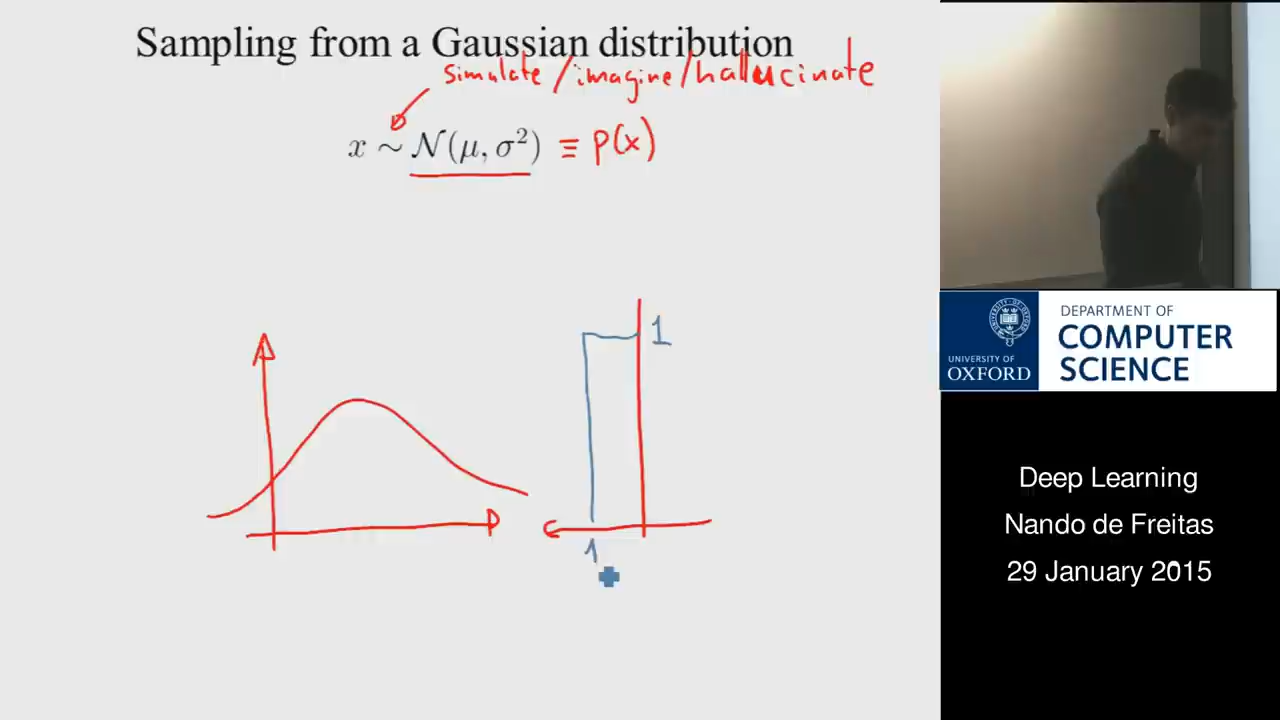 Sampling from a Gaussian distribution
simulate/imagine/hallucinate
x ~ N(μ, σ²) ≡ p(x)
1
1
UNIVERSITY OF
OXFORD
DEPARTMENT OF
COMPUTER
SCIENCE
Deep Learning
Nando de Freitas
29 January 2015